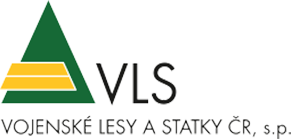 VLS
VOJENSKÉ LESY A STATKY ČR, s.p.